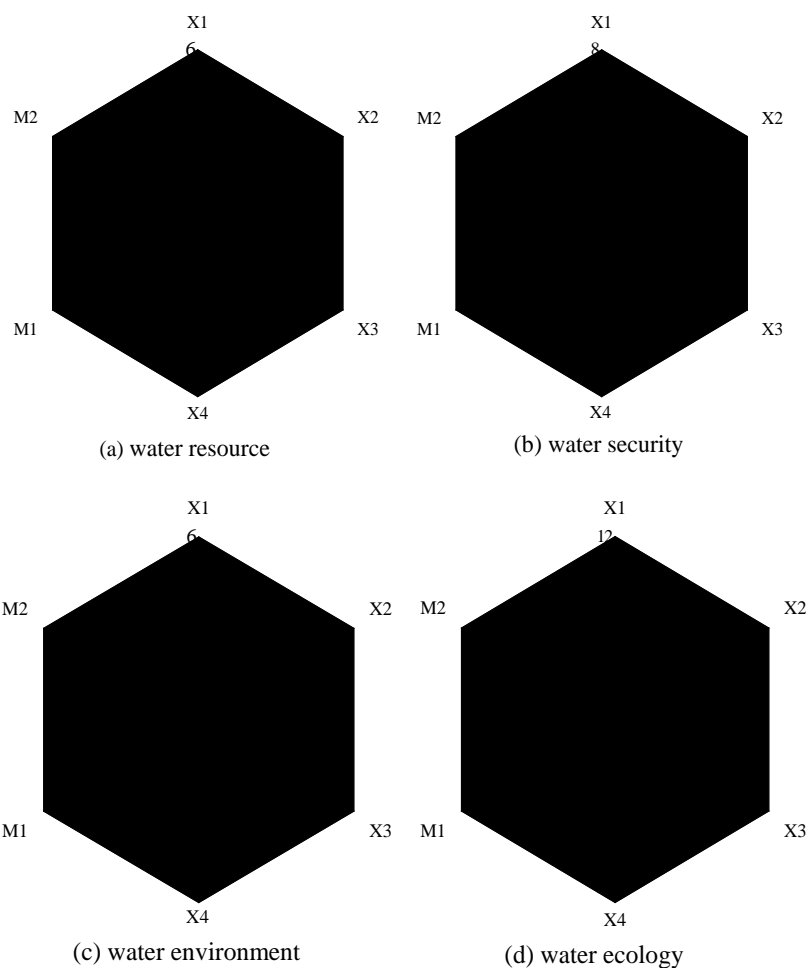 X1
6
M2
X2
M1
X3
X4
(a) water resource
X1
8
M2
X2
M1
X3
X4
(b) water security
X1
6
M2
X2
M1
X3
X4
(c) water environment
X1
12
M2
X2
M1
X3
X4
(d) water ecology